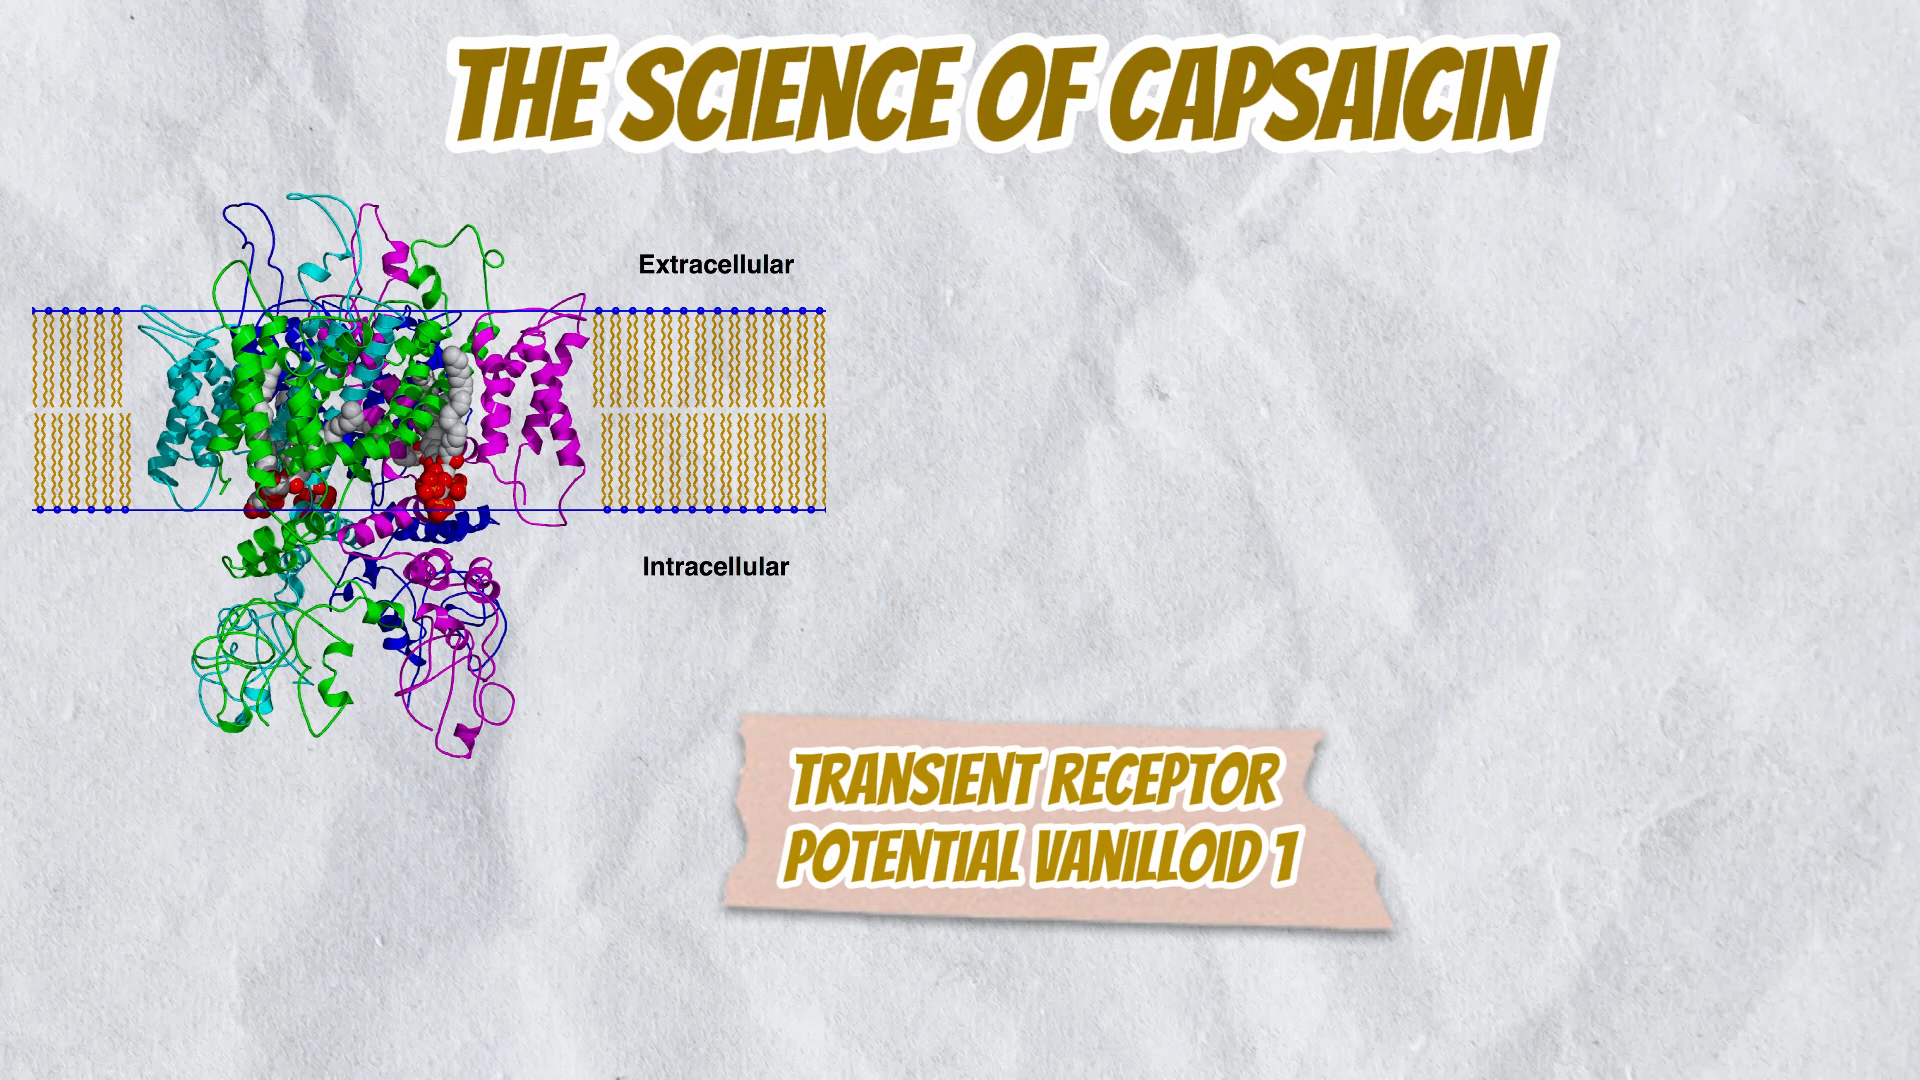 THE SCIENCE OF CAPSAICIN
Extracellular
Intracellular
TRANSIENT RECEPTOR
POTENTIAL VANILLOID 1